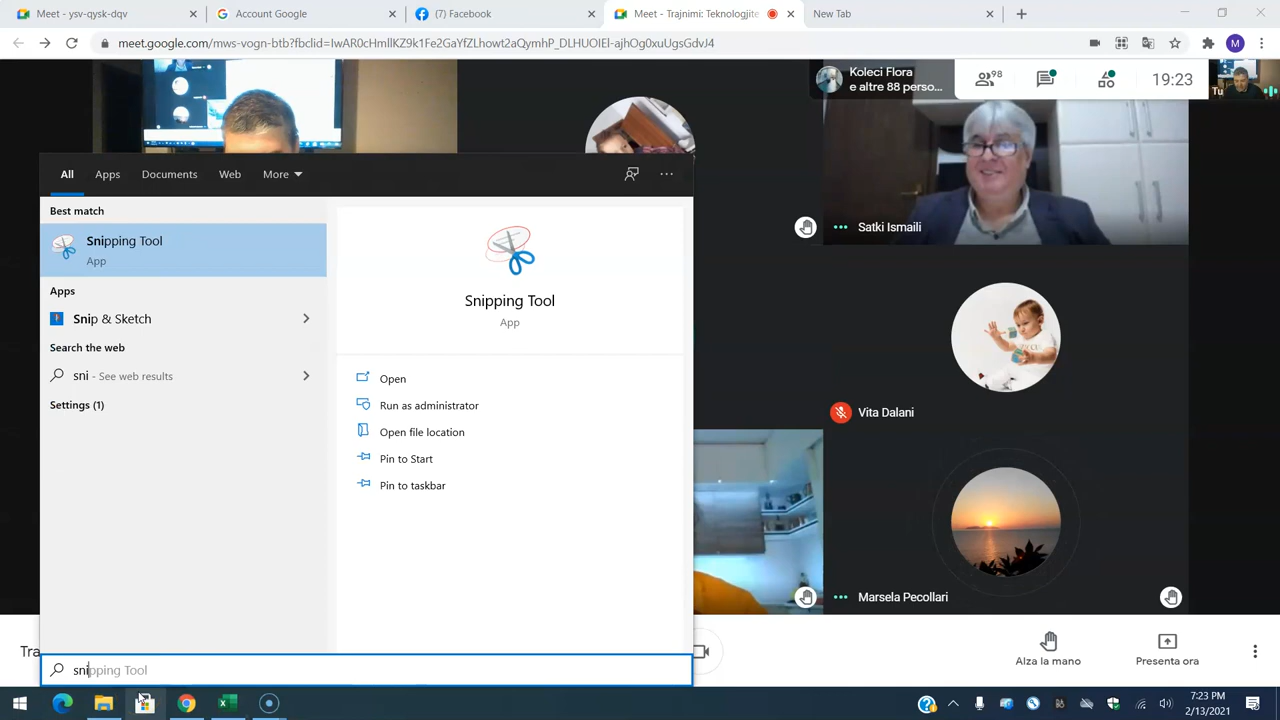 Meet - ysv-qysk-dqv
Account Google
(7) Facebook
Meet - Trajnimi: Teknologjite
New Tab
meet.google.com/mws-vogn-btb?fbclid=IwAR0cHmllKZ9k1Fe2GaYfZLhowt2aQymhP_DLHUOIEl-ajhOg0xuUgsGdvJ4
M
Koleci Flora
e altre 88 perso...
98
19:23
Tu
All
Apps
Documents
Web
More
Best match
Snipping Tool
App
Apps
Snip & Sketch
Search the web
sni - See web results
Settings (1)
Snipping Tool
App
Open
Run as administrator
Open file location
Pin to Start
Pin to taskbar
Satki Ismaili
Vita Dalani
Marsela Pecollari
Tra
Alza la mano
Presenta ora
snipping Tool
7:23 PM
2/13/2021